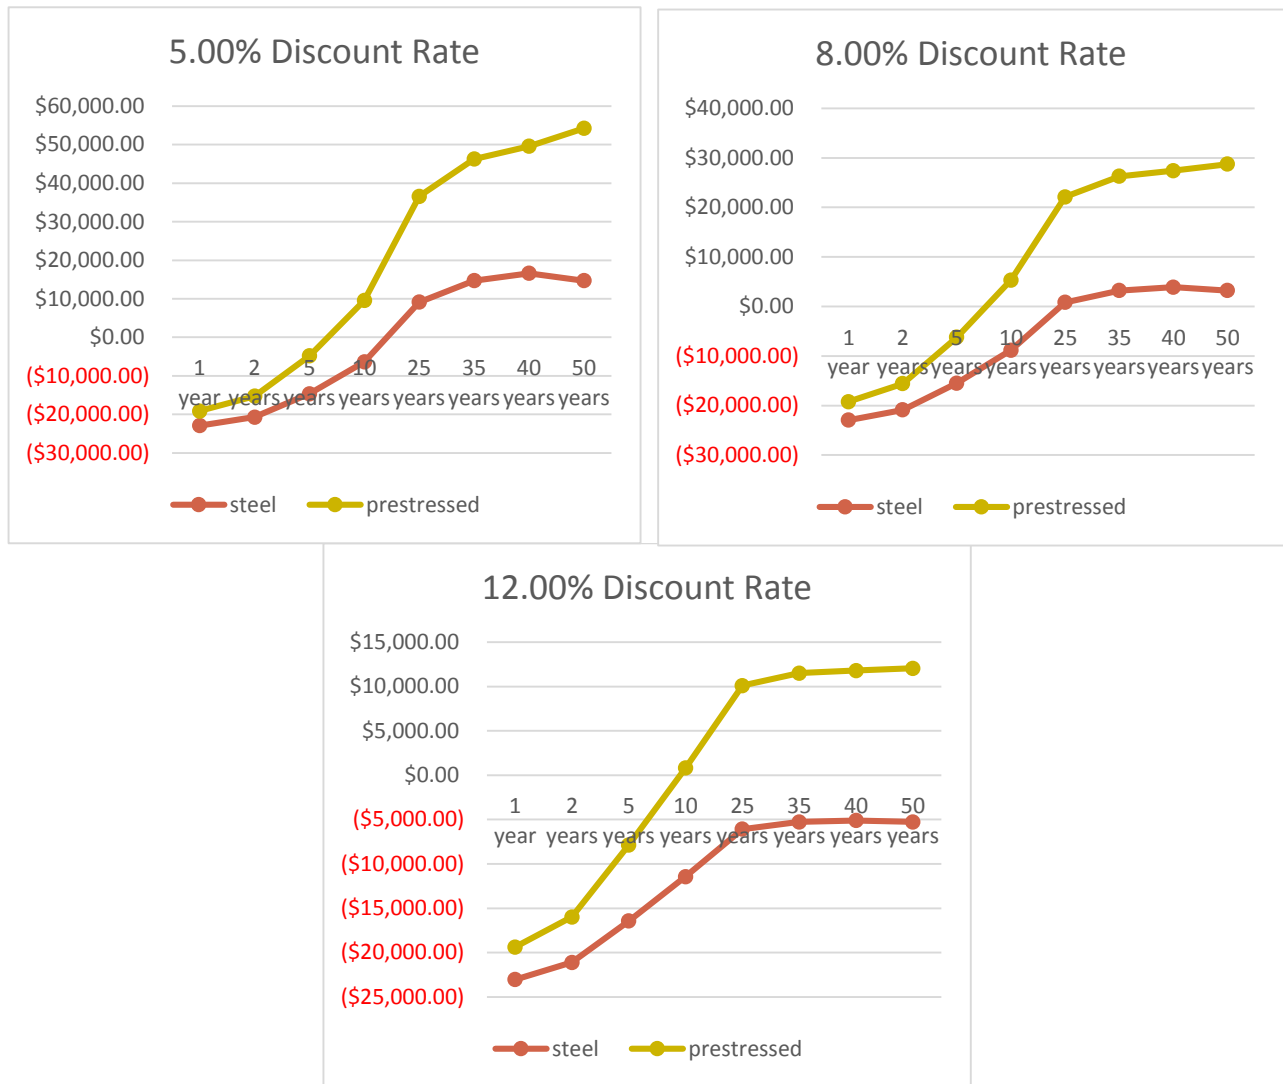 5.00% Discount Rate
$60,000.00
$50,000.00
$40,000.00
$30,000.00
$20,000.00
$10,000.00
$0.00
($10,000.00)
($20,000.00)
($30,000.00)
1 2 5 10 25 35 40 50
year years years years years years years years
steel prestressed
8.00% Discount Rate
$40,000.00
$30,000.00
$20,000.00
$10,000.00
$0.00
($10,000.00)
($20,000.00)
($30,000.00)
1 2 5 10 25 35 40 50
year years years years years years years years
steel prestressed
12.00% Discount Rate
$15,000.00
$10,000.00
$5,000.00
$0.00
($5,000.00)
($10,000.00)
($15,000.00)
($20,000.00)
($25,000.00)
1 2 5 10 25 35 40 50
year years years years years years years years
steel prestressed